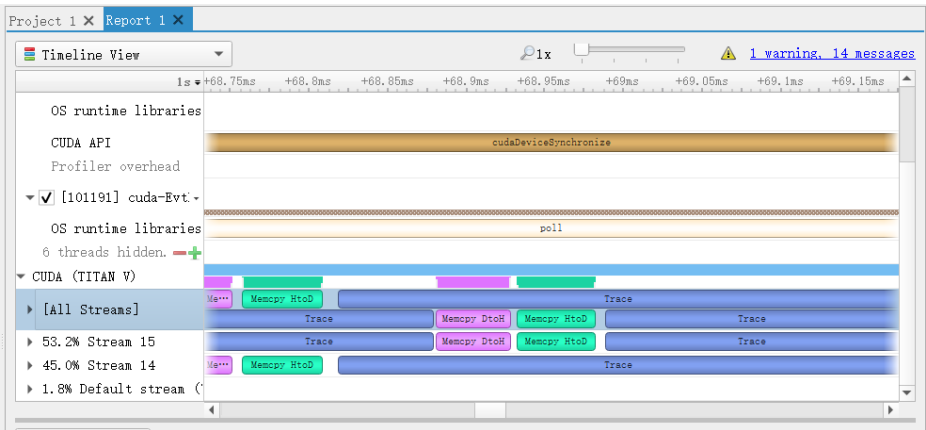 Project 1 ✕ Report 1 ✕
Timeline View 1x 1 warning, 14 messages
1s +68.75ms +68.8ms +68.85ms +68.9ms +68.95ms +69ms +69.05ms +69.1ms +69.15ms
OS runtime libraries
CUDA API cudaDeviceSynchronize
Profiler overhead
[101191] cuda-Evt
OS runtime libraries poll
6 threads hidden.
CUDA (TITAN V)
[All Streams] Me… Memcpy HtoD Trace
Trace Memcpy DtoH Memcpy HtoD Trace
53.2% Stream 15 Trace Memcpy DtoH Memcpy HtoD Trace
45.0% Stream 14 Me… Memcpy HtoD Trace
1.8% Default stream (